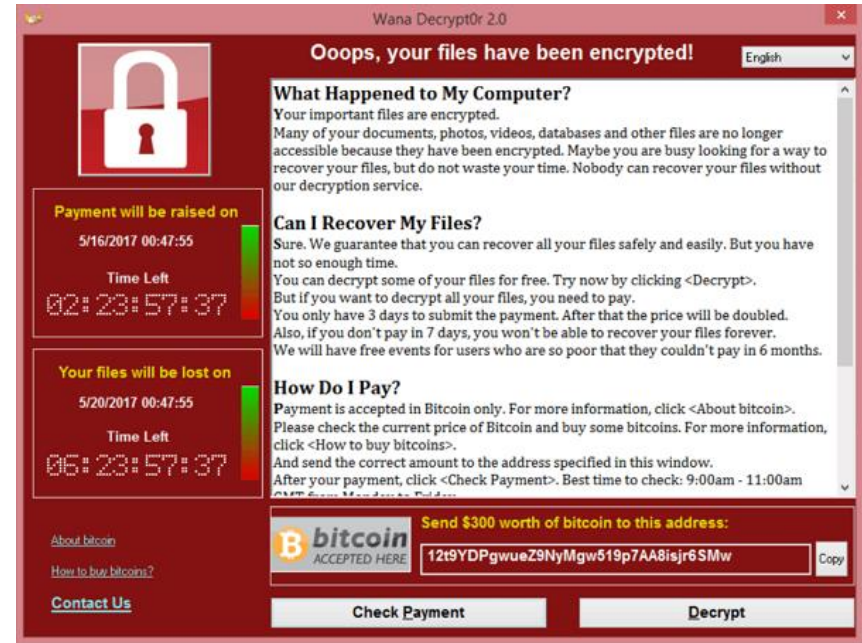 Wana Decrypt0r 2.0
Ooops, your files have been encrypted!
English
What Happened to My Computer?
Your important files are encrypted.
Many of your documents, photos, videos, databases and other files are no longer
accessible because they have been encrypted. Maybe you are busy looking for a way to
recover your files, but do not waste your time. Nobody can recover your files without
our decryption service.
Can I Recover My Files?
Sure. We guarantee that you can recover all your files safely and easily. But you have
not so enough time.
You can decrypt some of your files for free. Try now by clicking <Decrypt>.
But if you want to decrypt all your files, you need to pay.
You only have 3 days to submit the payment. After that the price will be doubled.
Also, if you don't pay in 7 days, you won't be able to recover your files forever.
We will have free events for users who are so poor that they couldn't pay in 6 months.
How Do I Pay?
Payment is accepted in Bitcoin only. For more information, click <About bitcoin>.
Please check the current price of Bitcoin and buy some bitcoins. For more information,
click <How to buy bitcoins>.
And send the correct amount to the address specified in this window.
After your payment, click <Check Payment>. Best time to check: 9:00am - 11:00am
GMT from Monday to Friday.
Payment will be raised on
5/16/2017 00:47:55
Time Left
02:23:57:37
Your files will be lost on
5/20/2017 00:47:55
Time Left
06:23:57:37
About bitcoin
How to buy bitcoins?
Contact Us
bitcoin
ACCEPTED HERE
Send $300 worth of bitcoin to this address:
12t9YDPgwueZ9NyMgw519p7AA8isjr6SMw
Copy
Check Payment
Decrypt